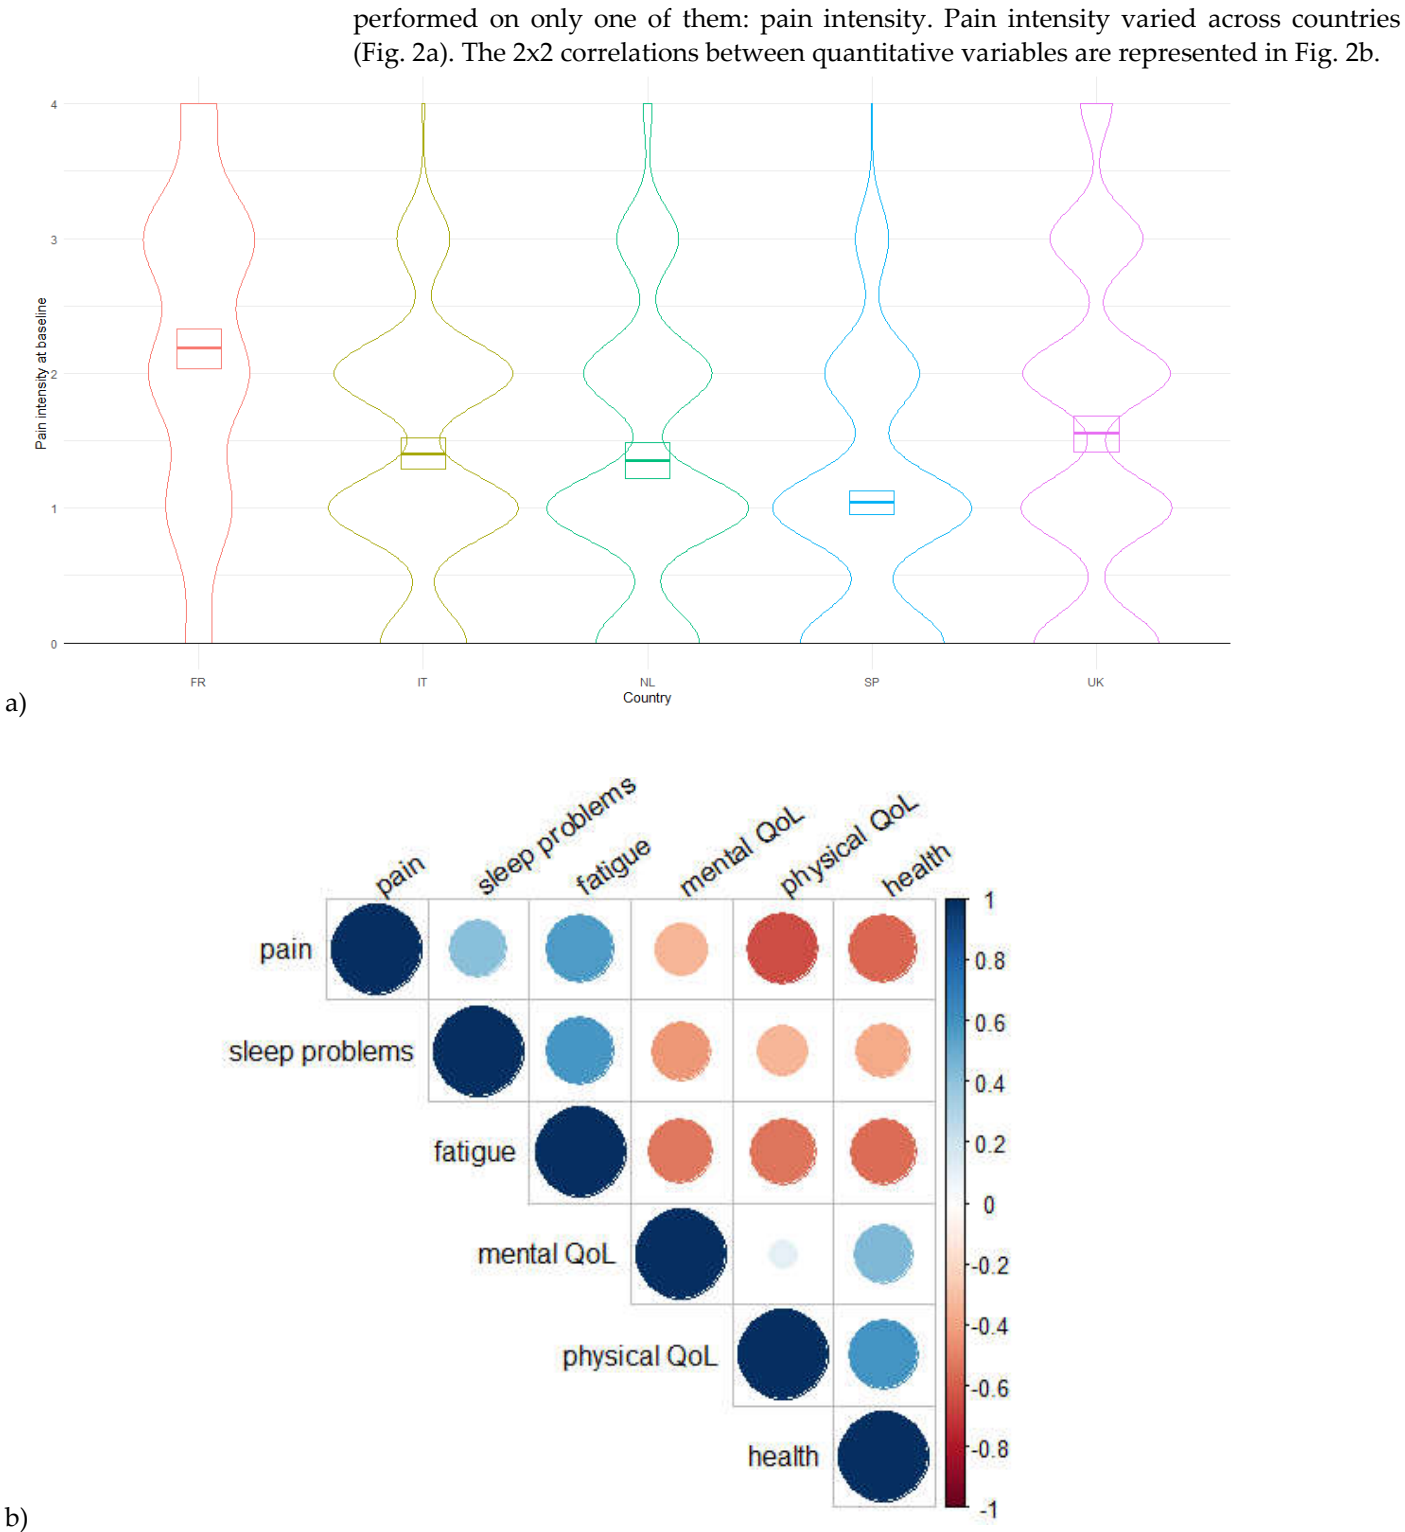 performed on only one of them: pain intensity. Pain intensity varied across countries
(Fig. 2a). The 2x2 correlations between quantitative variables are represented in Fig. 2b.
Pain intensity at baseline
4
3
2
1
0
FR IT NL SP UK
Country
a)
pain sleep problems fatigue mental QoL physical QoL health
pain
sleep problems
fatigue
mental QoL
physical QoL
health
1
0.8
0.6
0.4
0.2
0
-0.2
-0.4
-0.6
-0.8
-1
b)